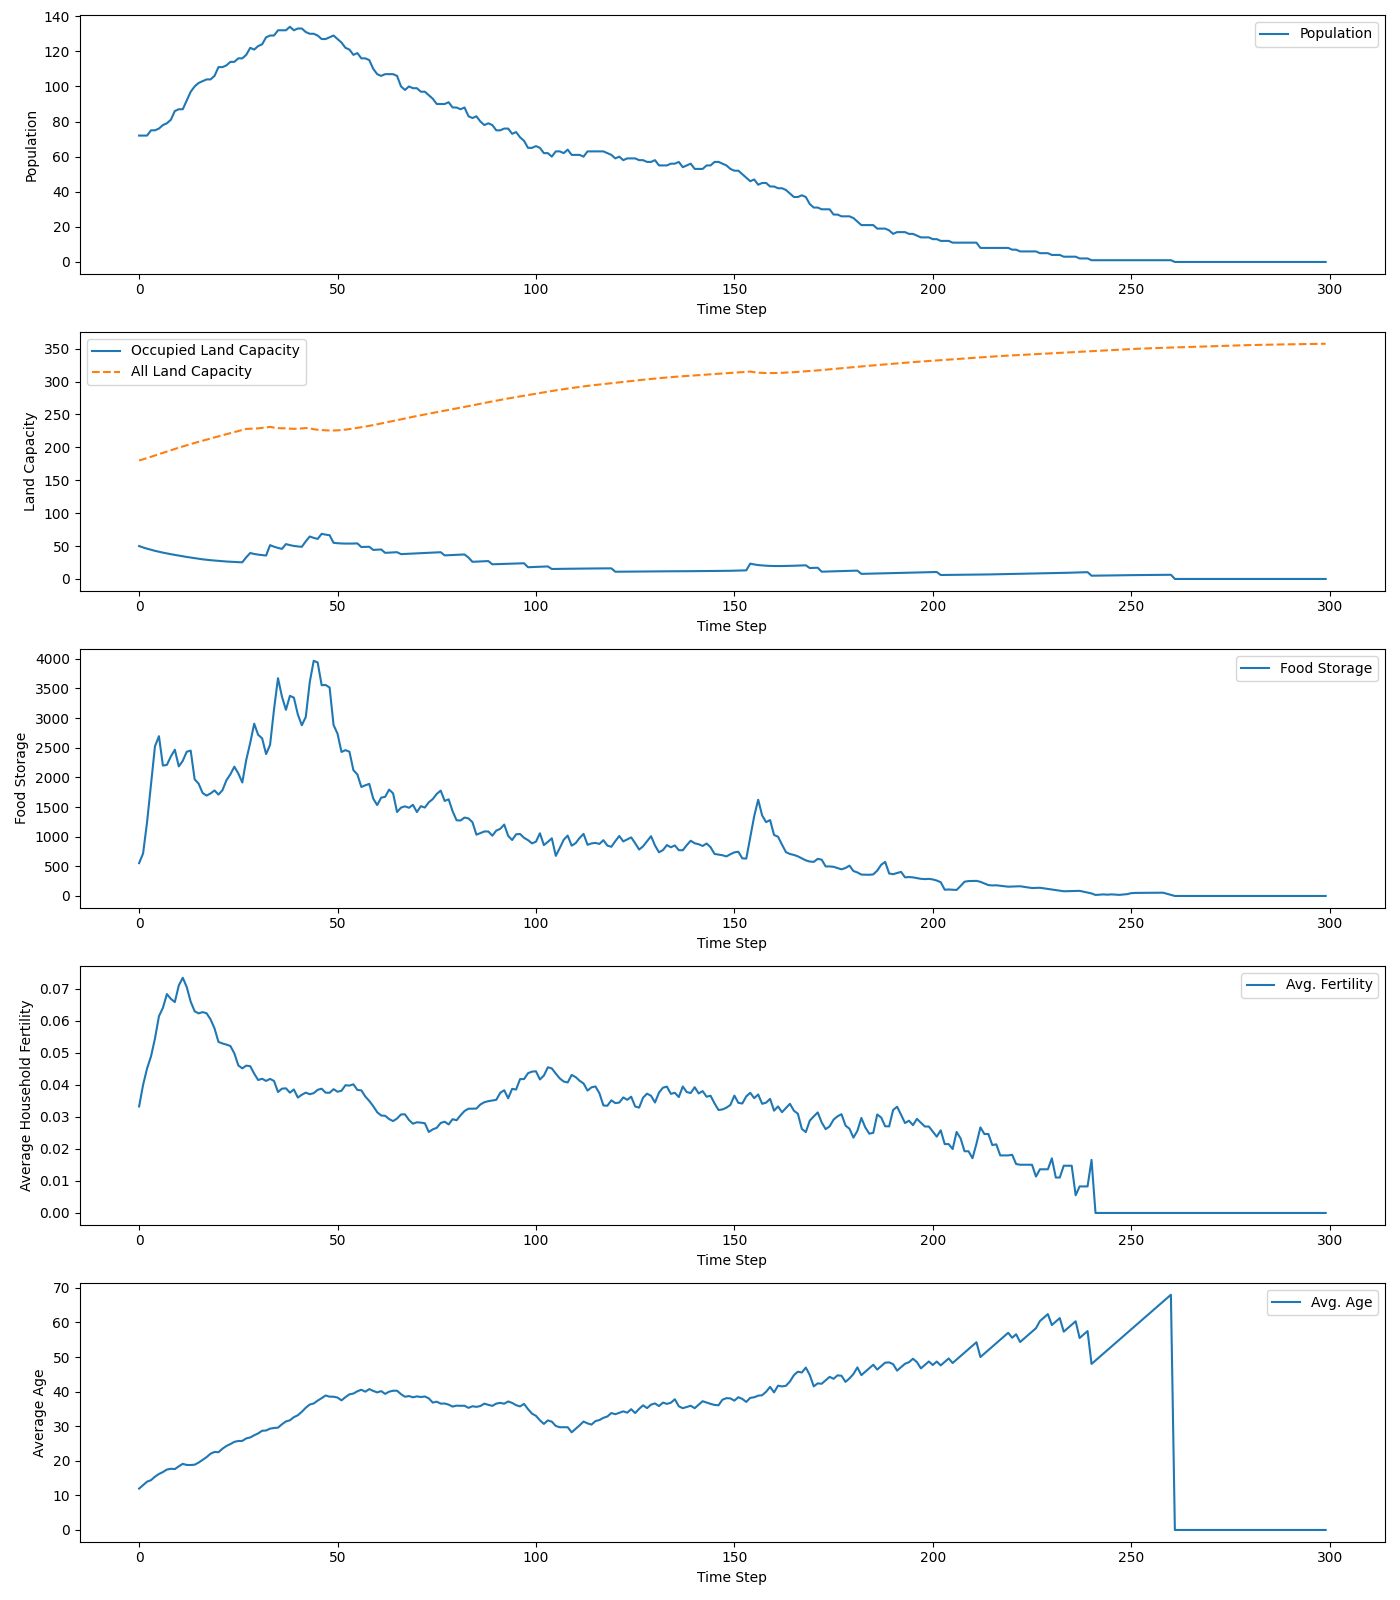 Population
140
120
100
80
60
40
20
0
Population
0 50 100 150 200 250 300
Time Step
Occupied Land Capacity
All Land Capacity
350
300
250
200
150
100
50
0
Land Capacity
0 50 100 150 200 250 300
Time Step
Food Storage
4000
3500
3000
2500
2000
1500
1000
500
0
Food Storage
0 50 100 150 200 250 300
Time Step
Avg. Fertility
0.07
0.06
0.05
0.04
0.03
0.02
0.01
0.00
Average Household Fertility
0 50 100 150 200 250 300
Time Step
Avg. Age
70
60
50
40
30
20
10
0
Average Age
0 50 100 150 200 250 300
Time Step